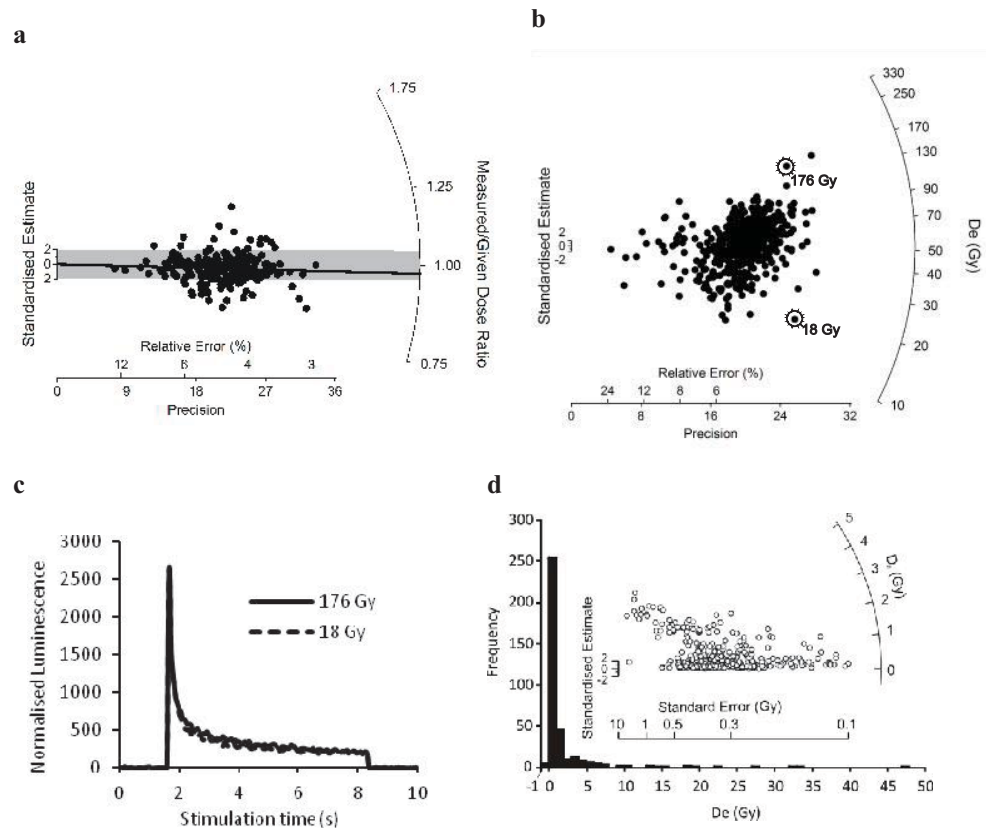 a
1.75
1.25
1.00
0.75
Measured/Given Dose Ratio
Standardised Estimate
2
0
2
Relative Error (%)
12 6 4 3
0 9 18 27 36
Precision
b
330
250
170
130
90
70
50
40
30
20
10
De (Gy)
176 Gy
18 Gy
Standardised Estimate
2
0
-2
Relative Error (%)
24 12 8 6
0 8 16 24 32
Precision
c
Normalised Luminescence
3000
2500
2000
1500
1000
500
0
176 Gy
18 Gy
0 2 4 6 8 10
Stimulation time (s)
d
Frequency
300
250
200
150
100
50
0
-1 0 5 10 15 20 25 30 35 40 45 50
De (Gy)
5
4
3
2
1
0
(Gy)
Standardised Estimate
2
0
-2
Standard Error (Gy)
10 1 0.5 0.3 0.1